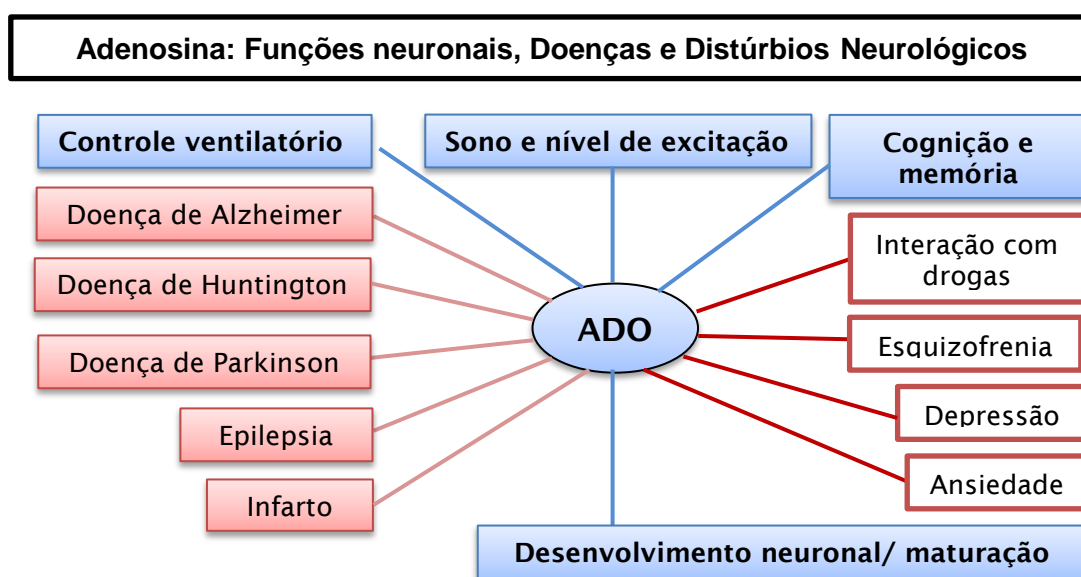 Adenosina: Funções neuronais, Doenças e Distúrbios Neurológicos
Controle ventilatório
Sono e nível de excitação
Cognição e
memória
Doença de Alzheimer
Doença de Huntington
Doença de Parkinson
Epilepsia
Infarto
ADO
Interação com
drogas
Esquizofrenia
Depressão
Ansiedade
Desenvolvimento neuronal/ maturação